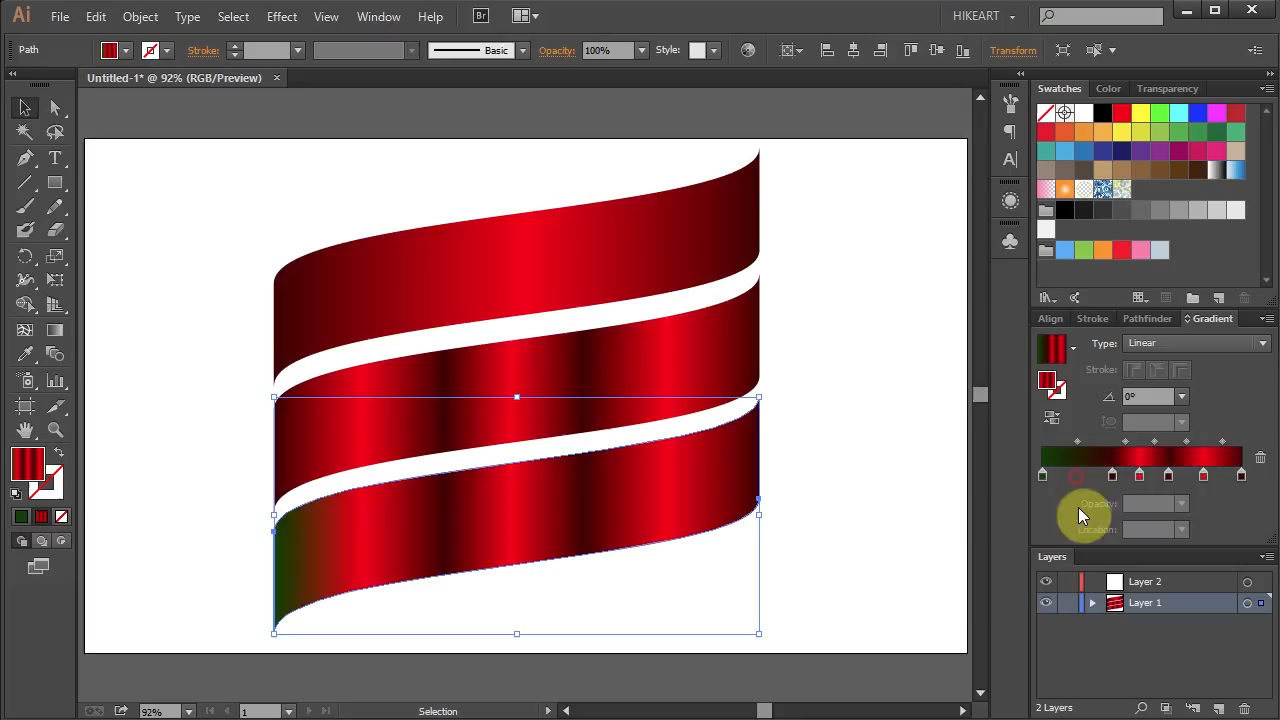 Ai File Edit Object Type Select Effect View Window Help Br HIKEART
Path Stroke: Basic Opacity: 100% Style: Transform
Untitled-1* @ 92% (RGB/Preview) ×
Swatches Color Transparency
Align Stroke Pathfinder Gradient
Type: Linear
Stroke:
0°
Opacity:
Location:
Layers
Layer 2
Layer 1
2 Layers
92% 1 Selection